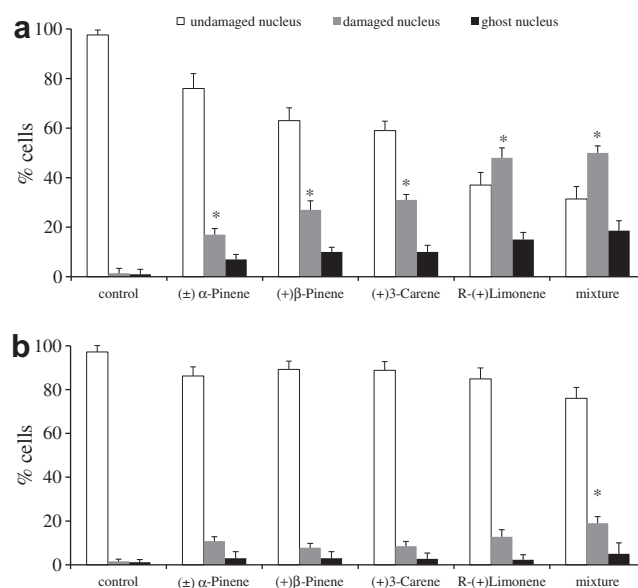 a
undamaged nucleus damaged nucleus ghost nucleus
100
80
60
40
20
0
% cells
* * * * *
control (±) α-Pinene (+)β-Pinene (+)3-Carene R-(+)Limonene mixture
b
100
80
60
40
20
0
% cells
*
control (±) α-Pinene (+)β-Pinene (+)3-Carene R-(+)Limonene mixture